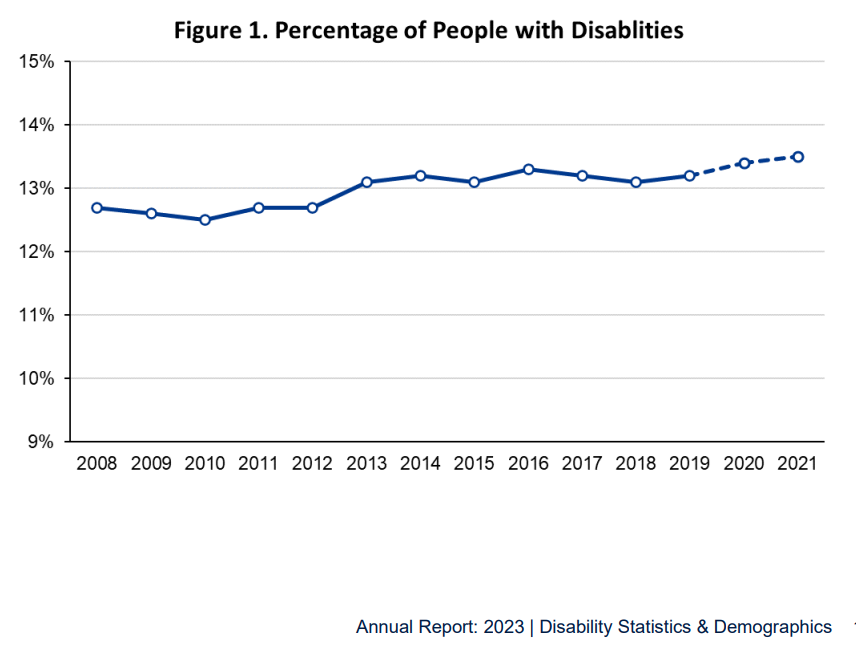 Figure 1. Percentage of People with Disablities
15%
14%
13%
12%
11%
10%
9%
2008 2009 2010 2011 2012 2013 2014 2015 2016 2017 2018 2019 2020 2021
Annual Report: 2023 | Disability Statistics & Demographics